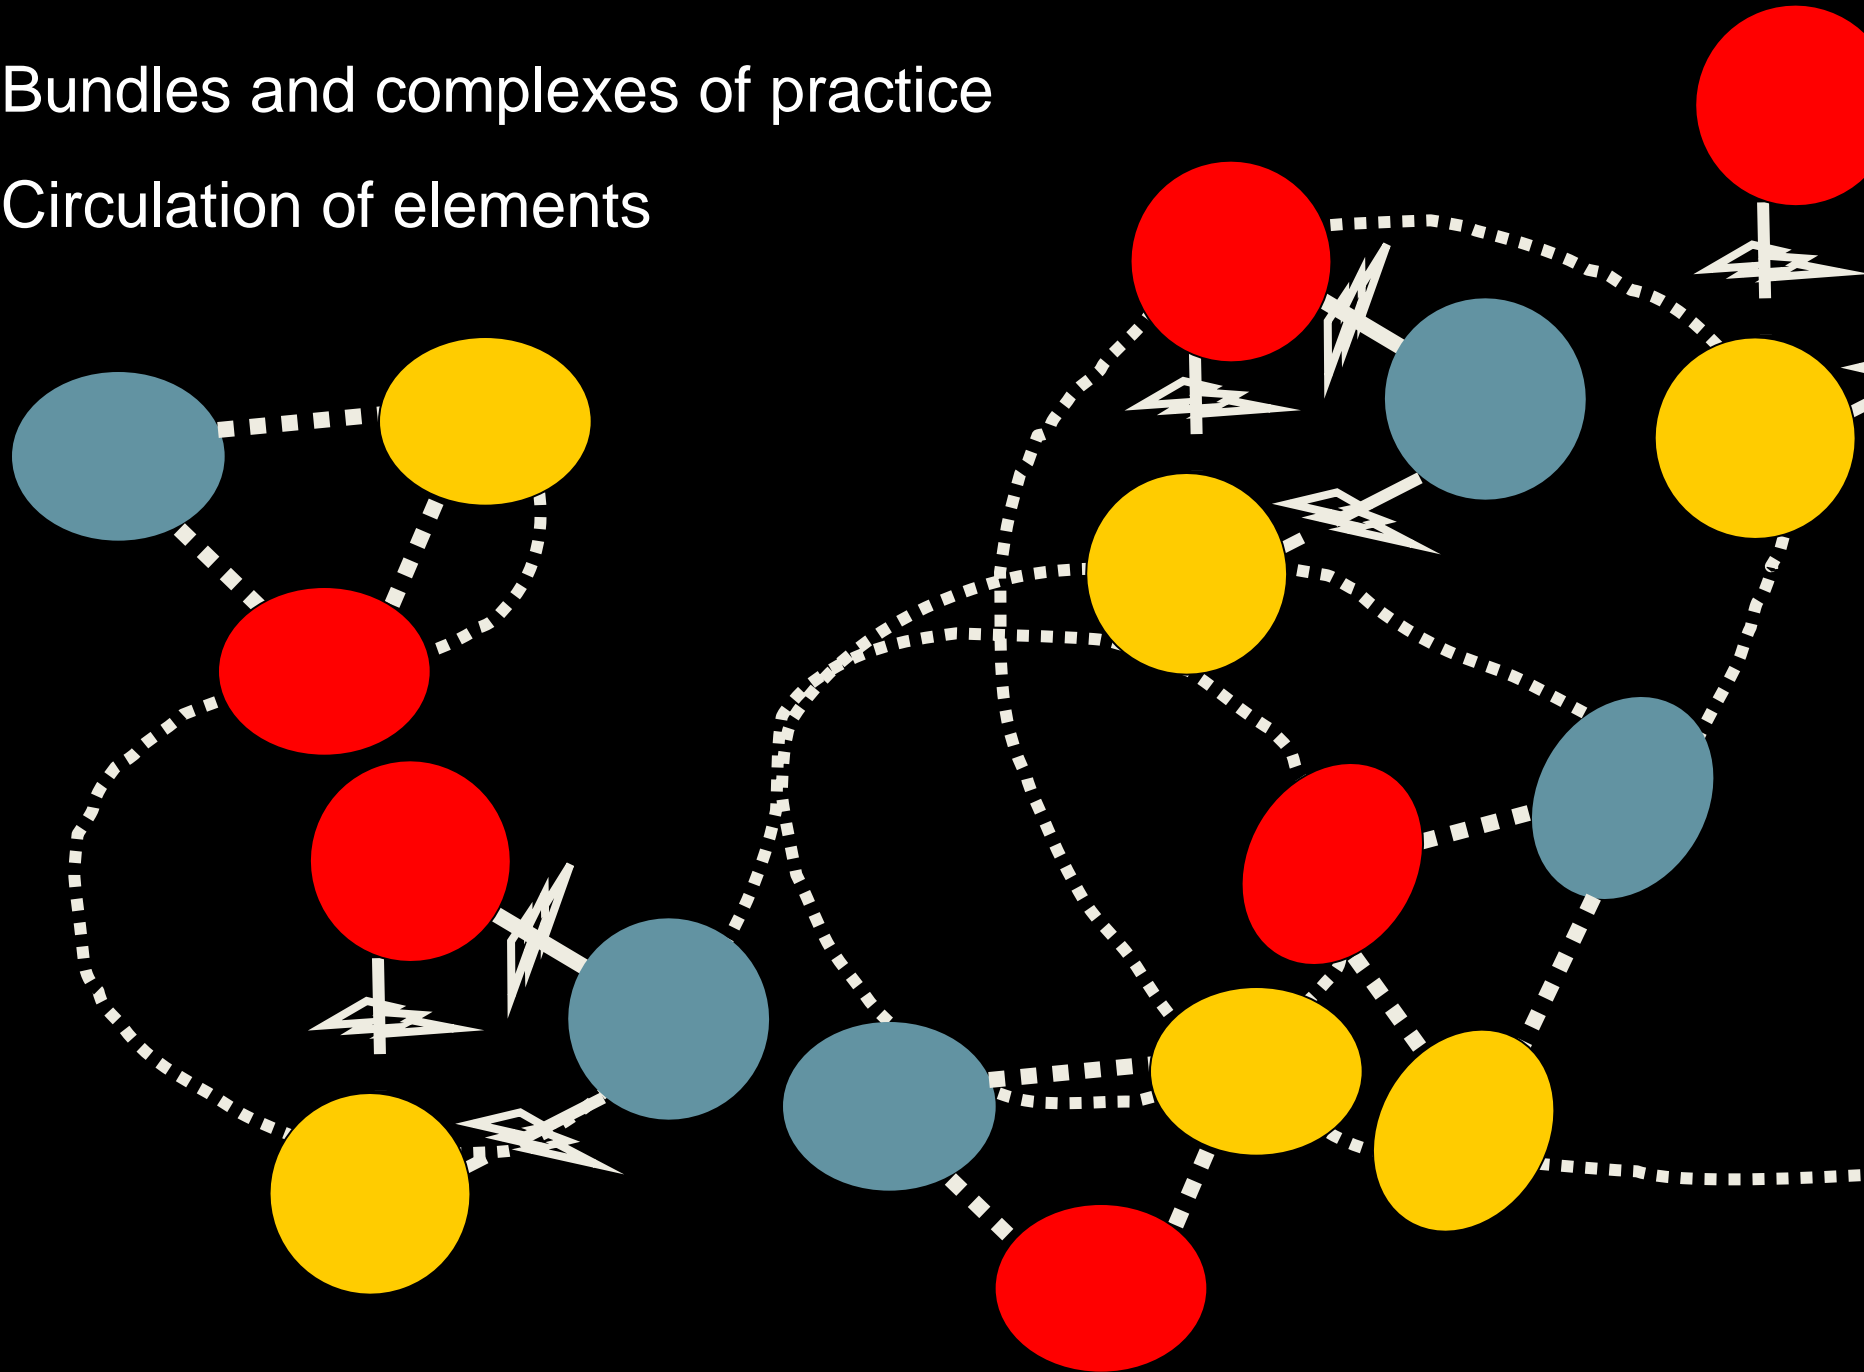 Bundles and complexes of practice
Circulation of elements